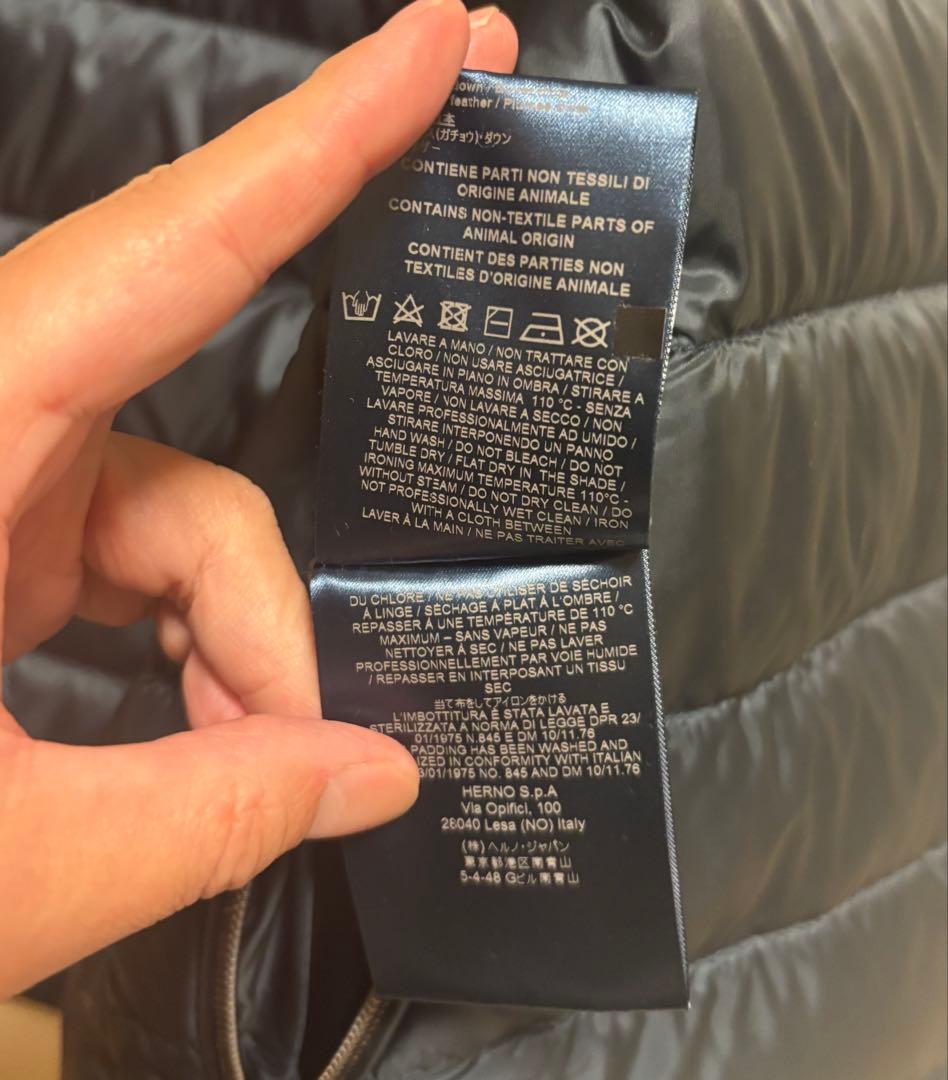 feather /
(ガチョウ)・ダウン
CONTIENE PARTI NON TESSILI DI
ORIGINE ANIMALE
CONTAINS NON-TEXTILE PARTS OF
ANIMAL ORIGIN
CONTIENT DES PARTIES NON
TEXTILES D'ORIGINE ANIMALE
LAVARE A MANO / NON TRATTARE CON
CLORO / NON USARE ASCIUGATRICE /
ASCIUGARE IN PIANO IN OMBRA / STIRARE A
TEMPERATURA MASSIMA 110 °C - SENZA
VAPORE / NON LAVARE A SECCO / NON
LAVARE PROFESSIONALMENTE AD UMIDO /
STIRARE INTERPONENDO UN PANNO
HAND WASH / DO NOT BLEACH / DO NOT
TUMBLE DRY / FLAT DRY IN THE SHADE /
IRONING MAXIMUM TEMPERATURE 110°C -
WITHOUT STEAM / DO NOT DRY CLEAN / DO
NOT PROFESSIONALLY WET CLEAN / IRON
WITH A CLOTH BETWEEN
LAVER À LA MAIN / NE PAS TRAITER AVEC
DU CHLORE / NE PAS UTILISER DE SÉCHOIR
À LINGE / SÉCHAGE À PLAT À L'OMBRE /
REPASSER À UNE TEMPÉRATURE DE 110 °C
MAXIMUM – SANS VAPEUR / NE PAS
NETTOYER À SEC / NE PAS LAVER
PROFESSIONNELLEMENT PAR VOIE HUMIDE
/ REPASSER EN INTERPOSANT UN TISSU
SEC
当て布をしてアイロンをかける
L'IMBOTTITURA È STATA LAVATA E
STERILIZZATA A NORMA DI LEGGE DPR 23/
01/1975 N.845 E DM 10/11.76
PADDING HAS BEEN WASHED AND
IZED IN CONFORMITY WITH ITALIAN
/01/1975 NO. 845 AND DM 10/11.76
HERNO S.p.A
Via Opifici, 100
28040 Lesa (NO) Italy
(株)ヘルノ・ジャパン
東京都港区南青山
5-4-48 Gビル南青山